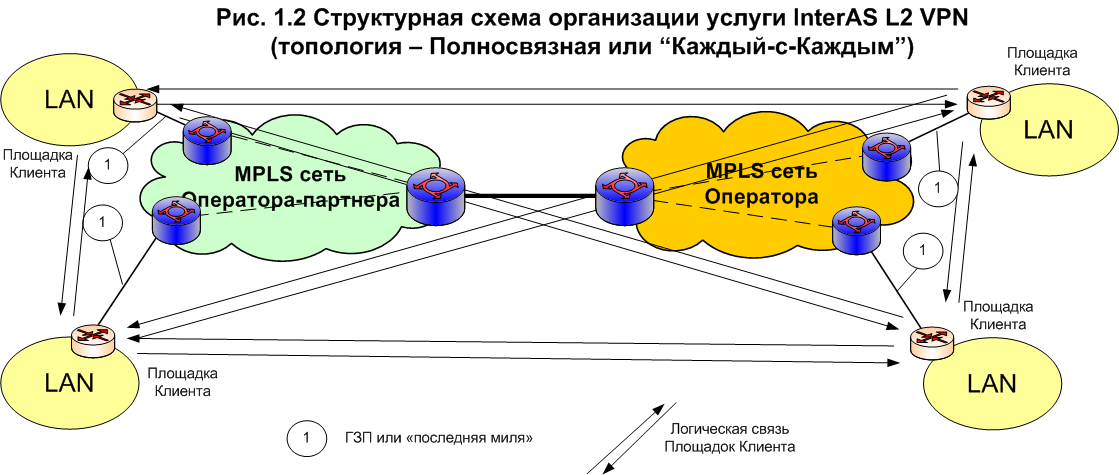 Рис. 1.2 Структурная схема организации услуги InterAS L2 VPN
(топология – Полносвязная или “Каждый-с-Каждым”)
Площадка
Клиента
LAN
LAN
Площадка
Клиента
1
MPLS сеть
Оператора-партнера
MPLS сеть
Оператора
1
1
1
Площадка
Клиента
LAN
Площадка
Клиента
LAN
1
ГЗП или «последняя миля»
Логическая связь
Площадок Клиента